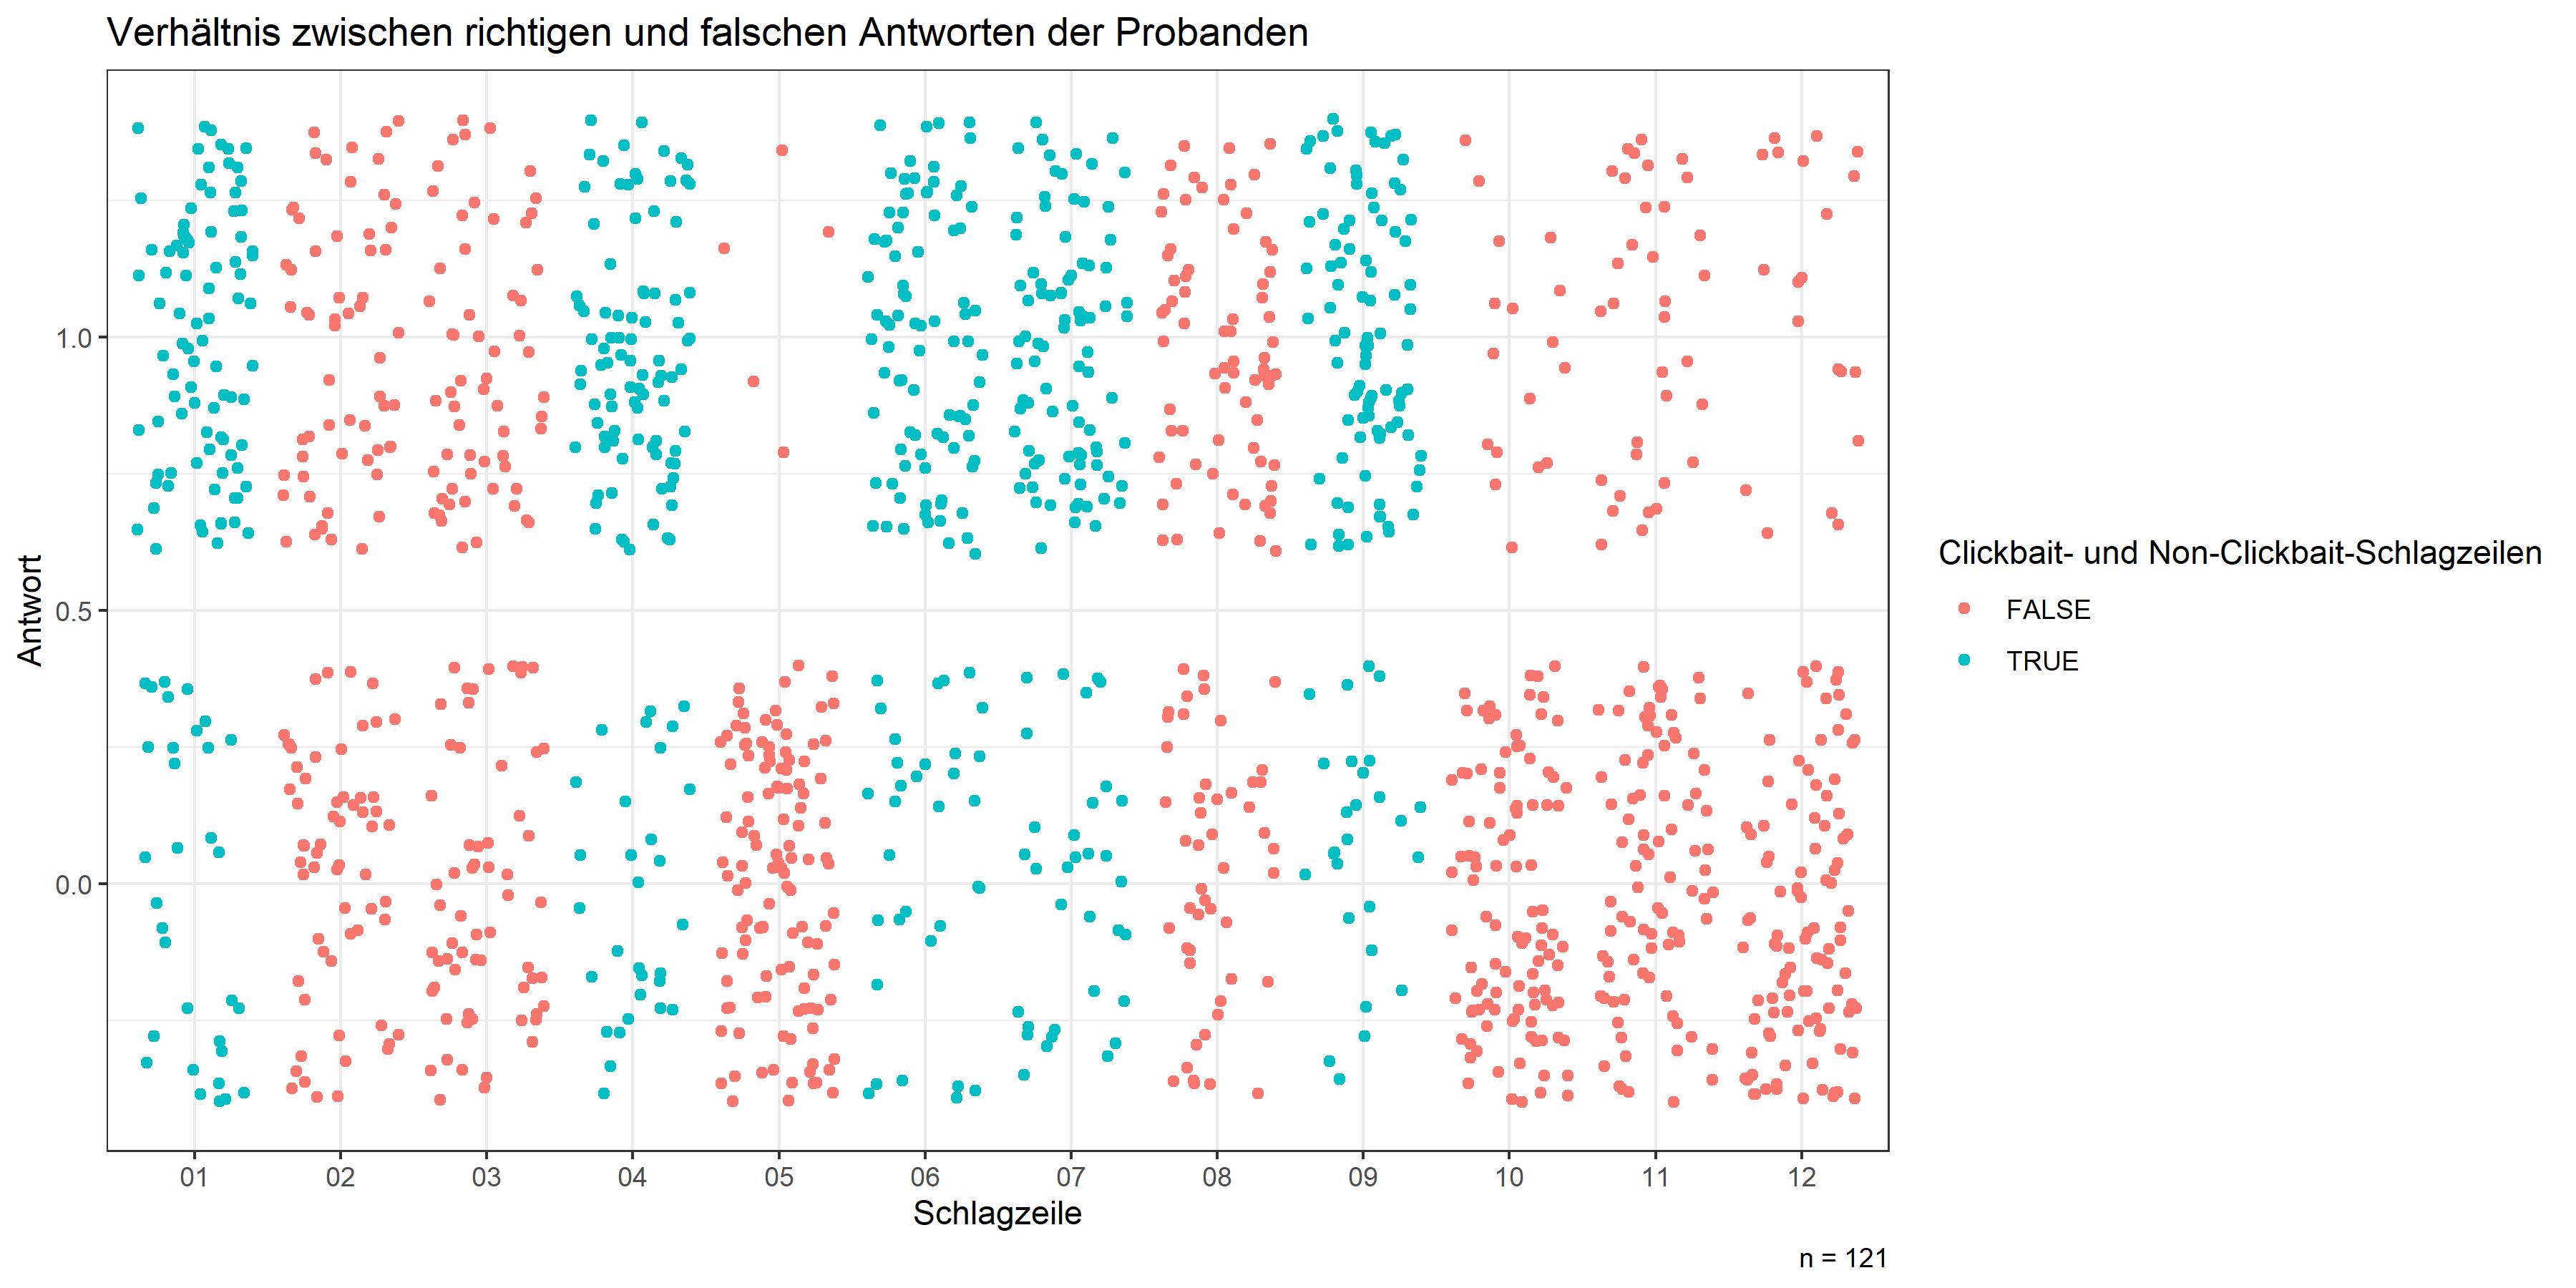 Verhältnis zwischen richtigen und falschen Antworten der Probanden
Antwort
1.0
0.5
0.0
01 02 03 04 05 06 07 08 09 10 11 12
Schlagzeile
n = 121
Clickbait- und Non-Clickbait-Schlagzeilen
FALSE
TRUE